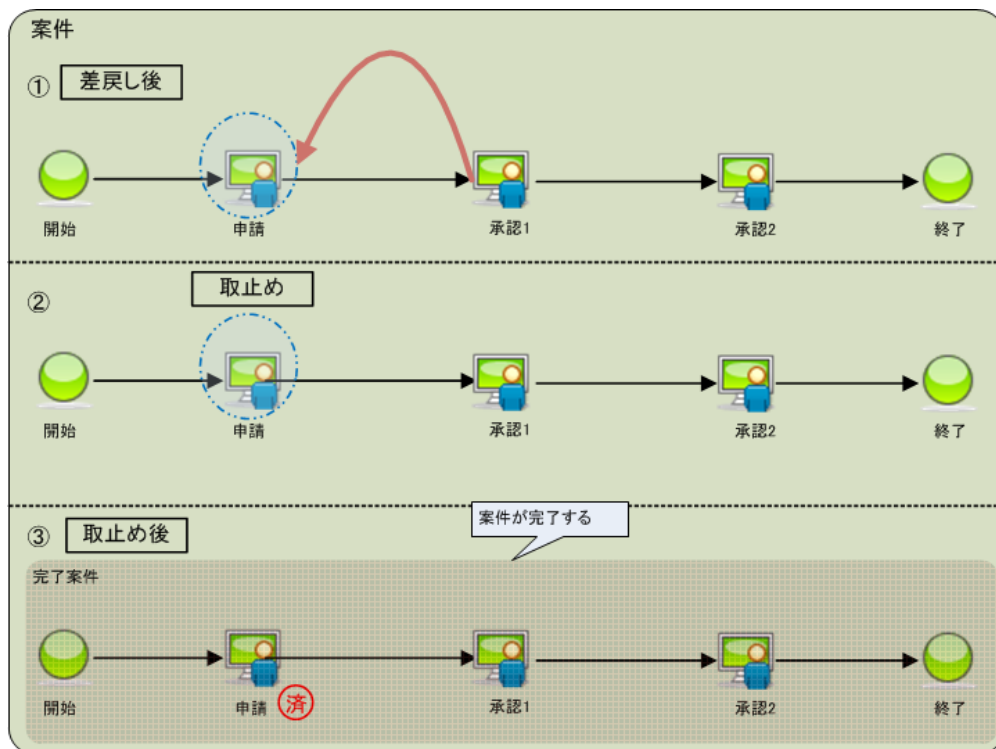 案件
① 差戻し後
開始 申請 承認1 承認2 終了
② 取止め
開始 申請 承認1 承認2 終了
③ 取止め後
案件が完了する
完了案件
開始 申請 済 承認1 承認2 終了